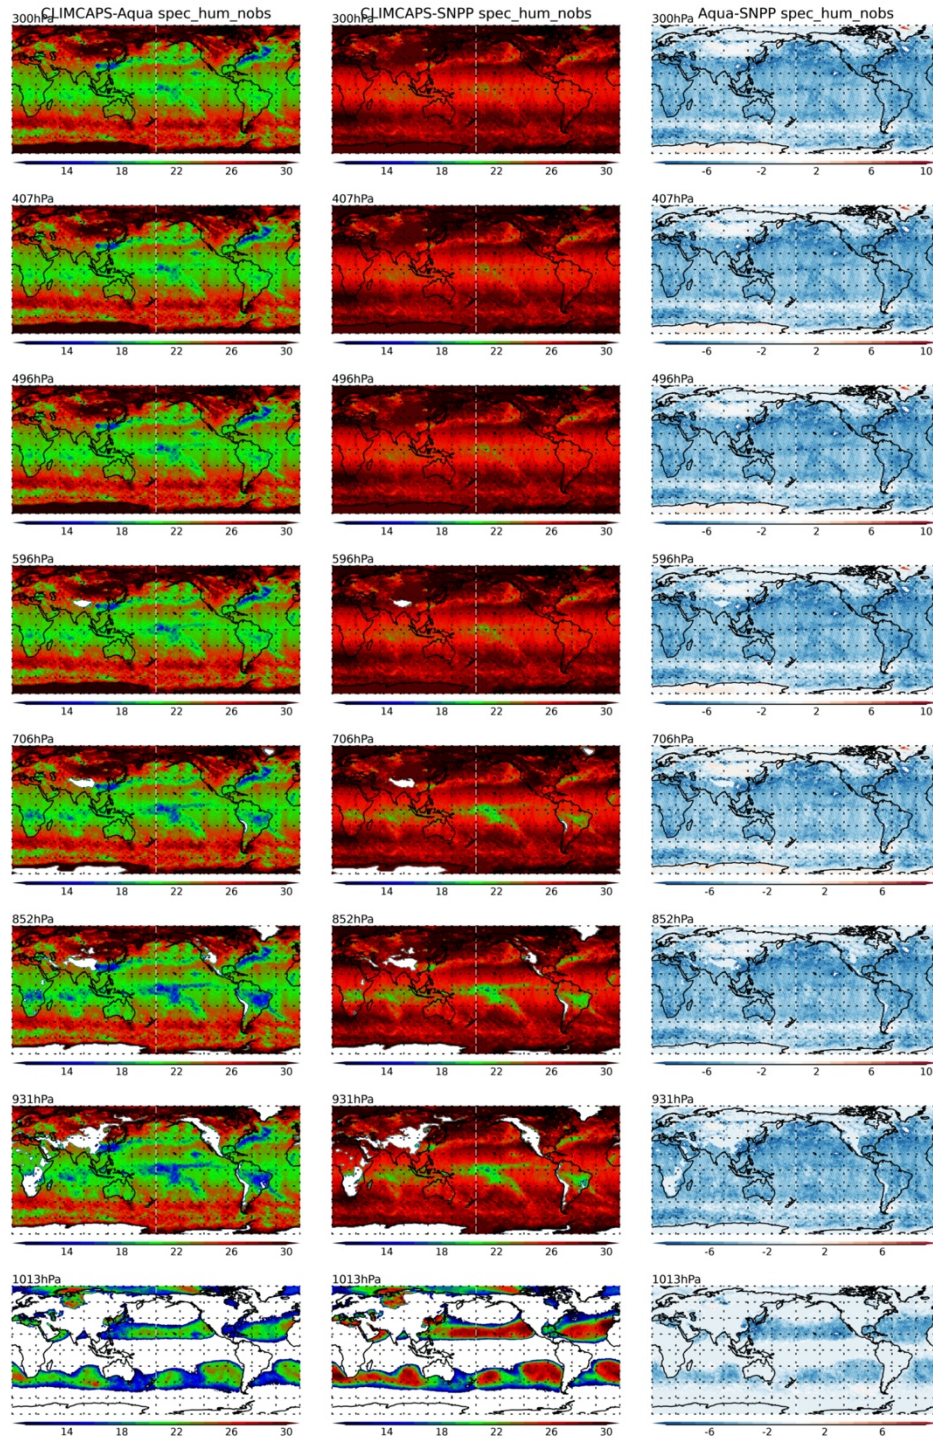 CLIMCAPS-Aqua spec_hum_nobs CLIMCAPS-SNPP spec_hum_nobs Aqua-SNPP spec_hum_nobs
300hPa 300hPa 300hPa
14 18 22 26 30 14 18 22 26 30 -6 -2 2 6 10
407hPa 407hPa 407hPa
14 18 22 26 30 14 18 22 26 30 -6 -2 2 6 10
496hPa 496hPa 496hPa
14 18 22 26 30 14 18 22 26 30 -6 -2 2 6 10
596hPa 596hPa 596hPa
14 18 22 26 30 14 18 22 26 30 -6 -2 2 6 10
706hPa 706hPa 706hPa
14 18 22 26 30 14 18 22 26 30 -6 -2 2 6
852hPa 852hPa 852hPa
14 18 22 26 30 14 18 22 26 30 -6 -2 2 6 10
931hPa 931hPa 931hPa
14 18 22 26 30 14 18 22 26 30 -6 -2 2 6
1013hPa 1013hPa 1013hPa
14 18 22 26 30 14 18 22 26 30 -6 -2 2 6 10